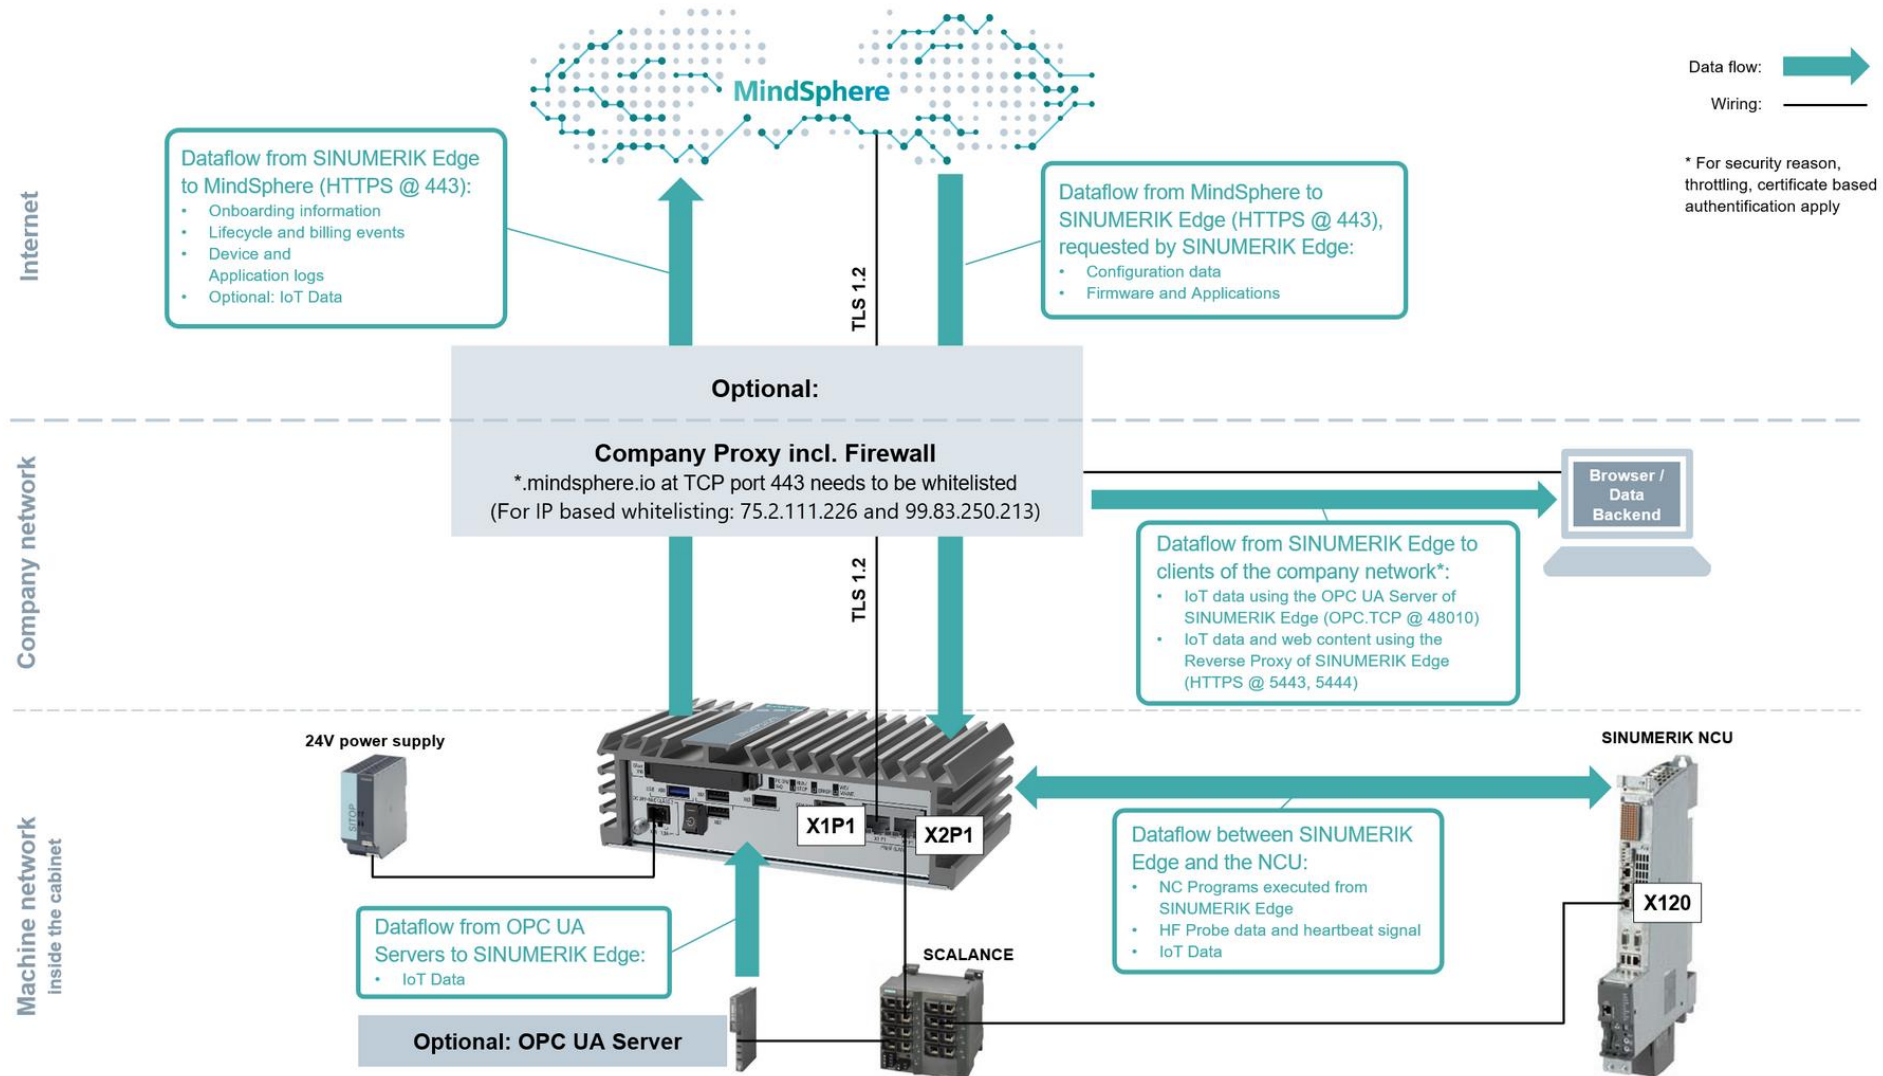 MindSphere
Data flow:
Wiring:
* For security reason,
throttling, certificate based
authentification apply
Internet
Dataflow from SINUMERIK Edge
to MindSphere (HTTPS @ 443):
• Onboarding information
• Lifecycle and billing events
• Device and
Application logs
• Optional: IoT Data
TLS 1.2
Dataflow from MindSphere to
SINUMERIK Edge (HTTPS @ 443),
requested by SINUMERIK Edge:
• Configuration data
• Firmware and Applications
Optional:
Company network
Company Proxy incl. Firewall
*.mindsphere.io at TCP port 443 needs to be whitelisted
(For IP based whitelisting: 75.2.111.226 and 99.83.250.213)
Browser /
Data
Backend
TLS 1.2
Dataflow from SINUMERIK Edge to
clients of the company network*:
• IoT data using the OPC UA Server of
SINUMERIK Edge (OPC.TCP @ 48010)
• IoT data and web content using the
Reverse Proxy of SINUMERIK Edge
(HTTPS @ 5443, 5444)
Machine network
inside the cabinet
24V power supply
SITOP
X1P1
X2P1
SINUMERIK NCU
X120
Dataflow between SINUMERIK
Edge and the NCU:
• NC Programs executed from
SINUMERIK Edge
• HF Probe data and heartbeat signal
• IoT Data
Dataflow from OPC UA
Servers to SINUMERIK Edge:
• IoT Data
SCALANCE
Optional: OPC UA Server